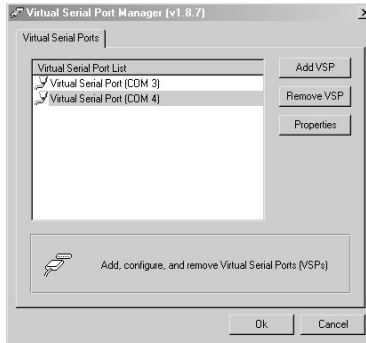 Virtual Serial Port Manager (v1.8.7)
Virtual Serial Ports
Virtual Serial Port List
Virtual Serial Port (COM 3)
Virtual Serial Port (COM 4)
Add VSP
Remove VSP
Properties
Add, configure, and remove Virtual Serial Ports (VSPs)
Ok
Cancel